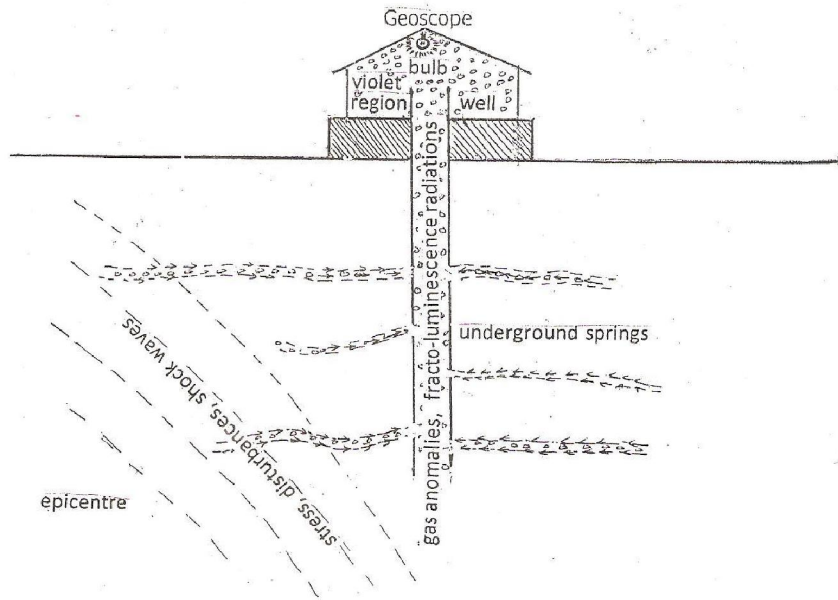 Geoscope
bulb
violet
region
well
gas anomalies, fracto-luminescence radiations
underground springs
stress, disturbances, shock waves
epicentre